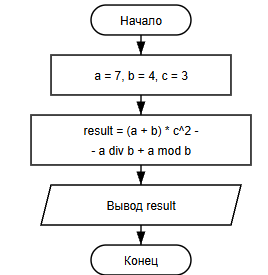 Начало
a = 7, b = 4, c = 3
result = (a + b) * c^2 -
- a div b + a mod b
Вывод result
Конец